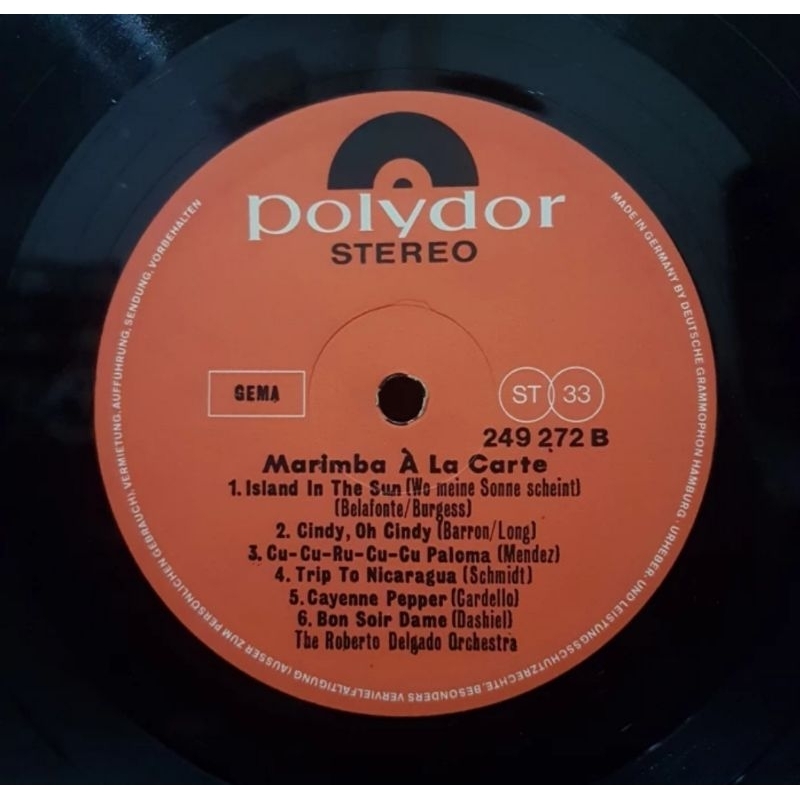 polydor
STEREO
GEMA
ST 33
249 272 B
Marimba À La Carte
1. Island In The Sun (Wo meine Sonne scheint)
(Belafonte/Burgess)
2. Cindy, Oh Cindy (Barron/Long)
3. Cu-Cu-Ru-Cu-Cu Paloma (Mendez)
4. Trip To Nicaragua (Schmidt)
5. Cayenne Pepper (Cardello)
6. Bon Soir Dame (Dashiel)
The Roberto Delgado Orchestra
MADE IN GERMANY BY DEUTSCHE GRAMMOPHON HAMBURG · URHEBER- UND LEISTUNGSSCHUTZRECHTE, BESONDERS VERVIELFÄLTIGUNG (AUSSER ZUM PERSÖNLICHEN GEBRAUCH), VERMIETUNG, AUFFÜHRUNG, SENDUNG, VORBEHALTEN